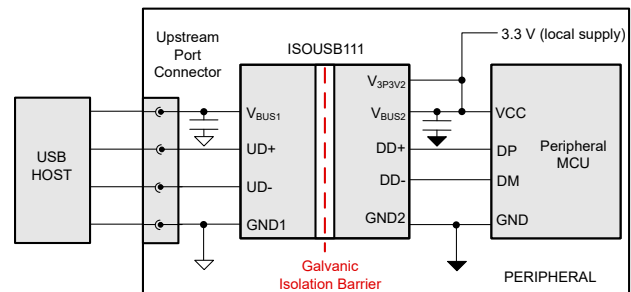 Upstream
Port
Connector
ISOUSB111
3.3 V (local supply)
USB
HOST
VBUS1
UD+
UD-
GND1
V3P3V2
VBUS2
DD+
DD-
GND2
VCC
DP
DM
GND
Peripheral
MCU
Galvanic
Isolation Barrier
PERIPHERAL